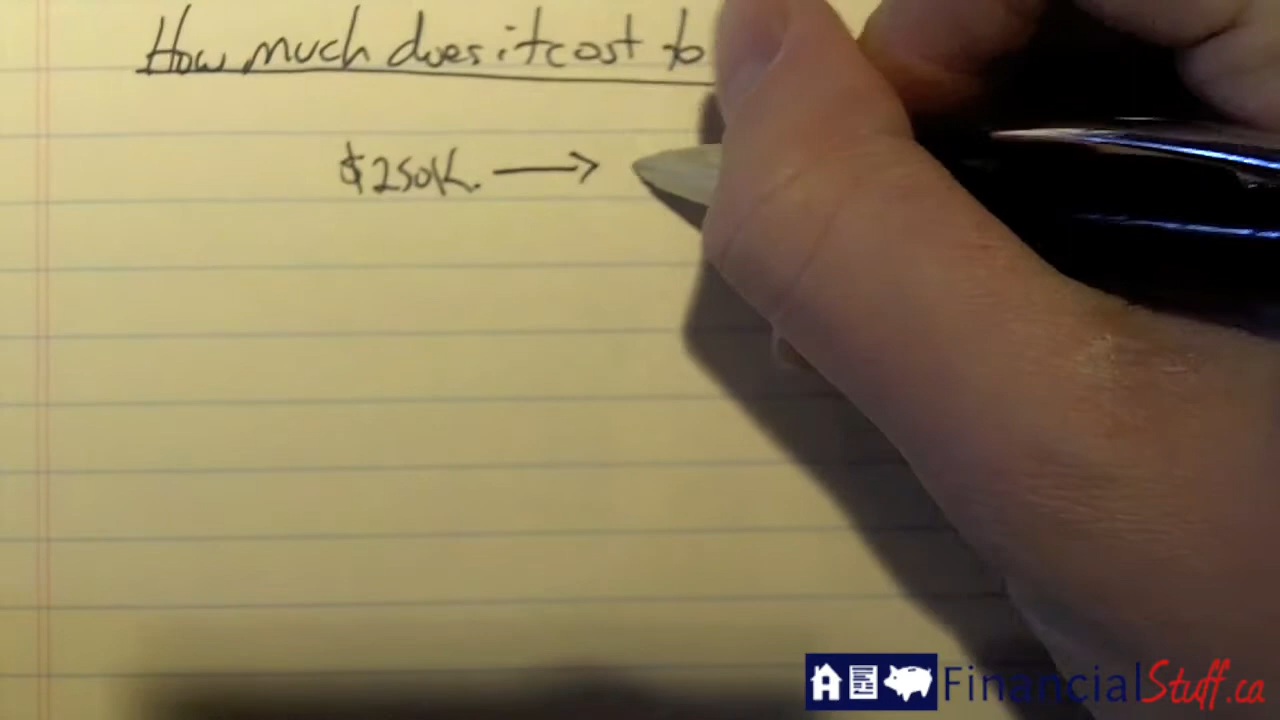 How much does it cost to
$250K. →
FinancialStuff.ca